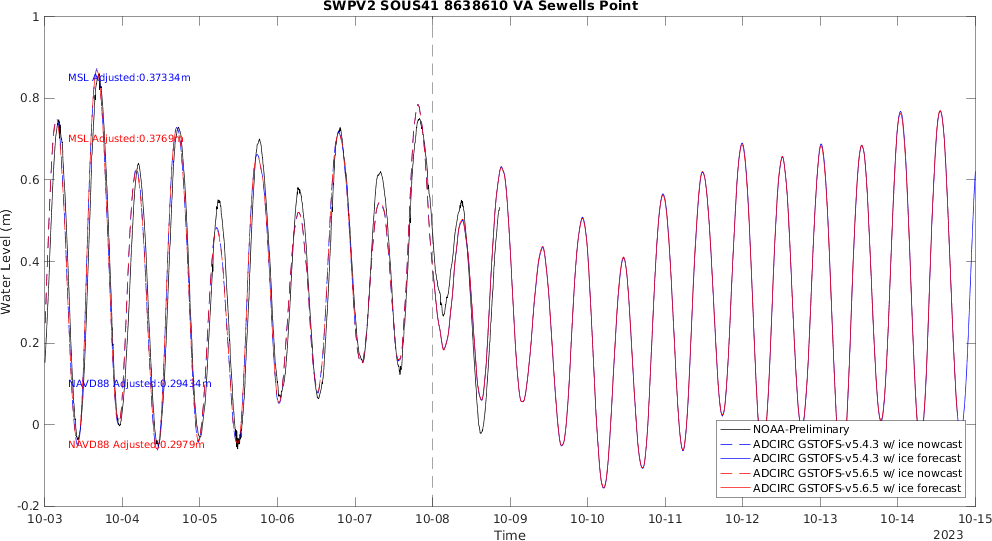 SWPV2 SOUS41 8638610 VA Sewells Point
1
0.8
0.6
0.4
0.2
0
-0.2
Water Level (m)
MSL Adjusted:0.37334m
MSL Adjusted:0.3769m
NAVD88 Adjusted:0.29434m
NAVD88 Adjusted:0.2979m
NOAA-Preliminary
ADCIRC GSTOFS-v5.4.3 w/ ice nowcast
ADCIRC GSTOFS-v5.4.3 w/ ice forecast
ADCIRC GSTOFS-v5.6.5 w/ ice nowcast
ADCIRC GSTOFS-v5.6.5 w/ ice forecast
10-03 10-04 10-05 10-06 10-07 10-08 10-09 10-10 10-11 10-12 10-13 10-14 10-15
Time
2023